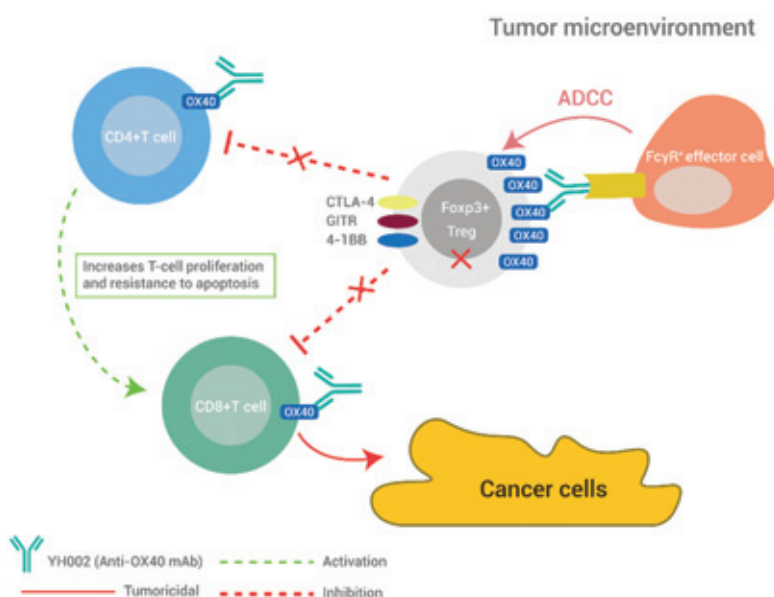 Tumor microenvironment
OX40
CD4+T cell
ADCC
FcγR+ effector cell
OX40
OX40
OX40
OX40
OX40
CTLA-4
GITR
4-1BB
Foxp3+
Treg
Increases T-cell proliferation
and resistance to apoptosis
CD8+T cell
OX40
Cancer cells
YH002 (Anti-OX40 mAb)
Activation
Tumoricidal
Inhibition